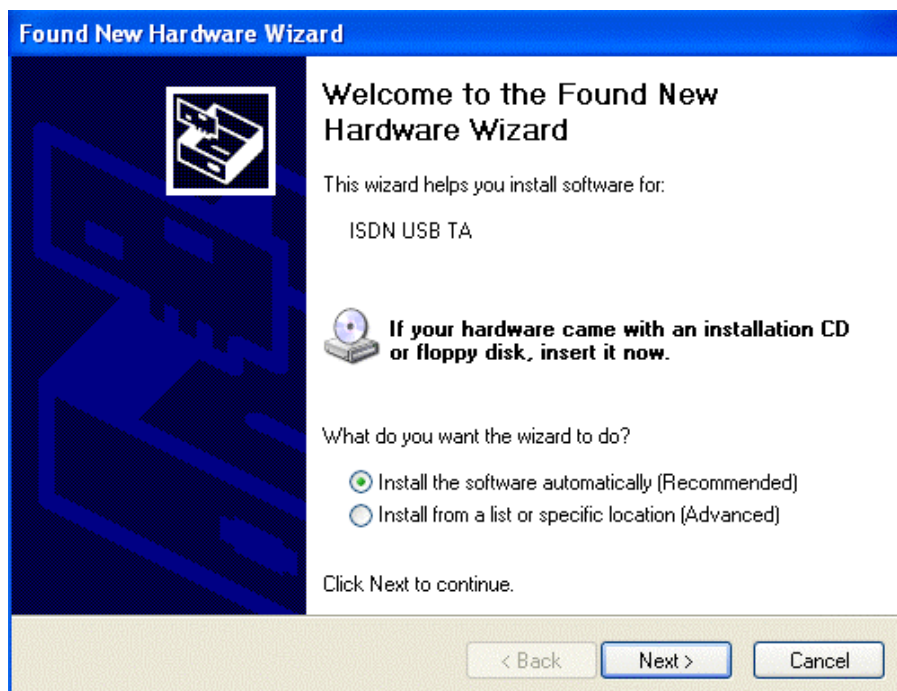 Found New Hardware Wizard
Welcome to the Found New
Hardware Wizard
This wizard helps you install software for:
ISDN USB TA
If your hardware came with an installation CD
or floppy disk, insert it now.
What do you want the wizard to do?
Install the software automatically (Recommended)
Install from a list or specific location (Advanced)
Click Next to continue.
< Back
Next >
Cancel